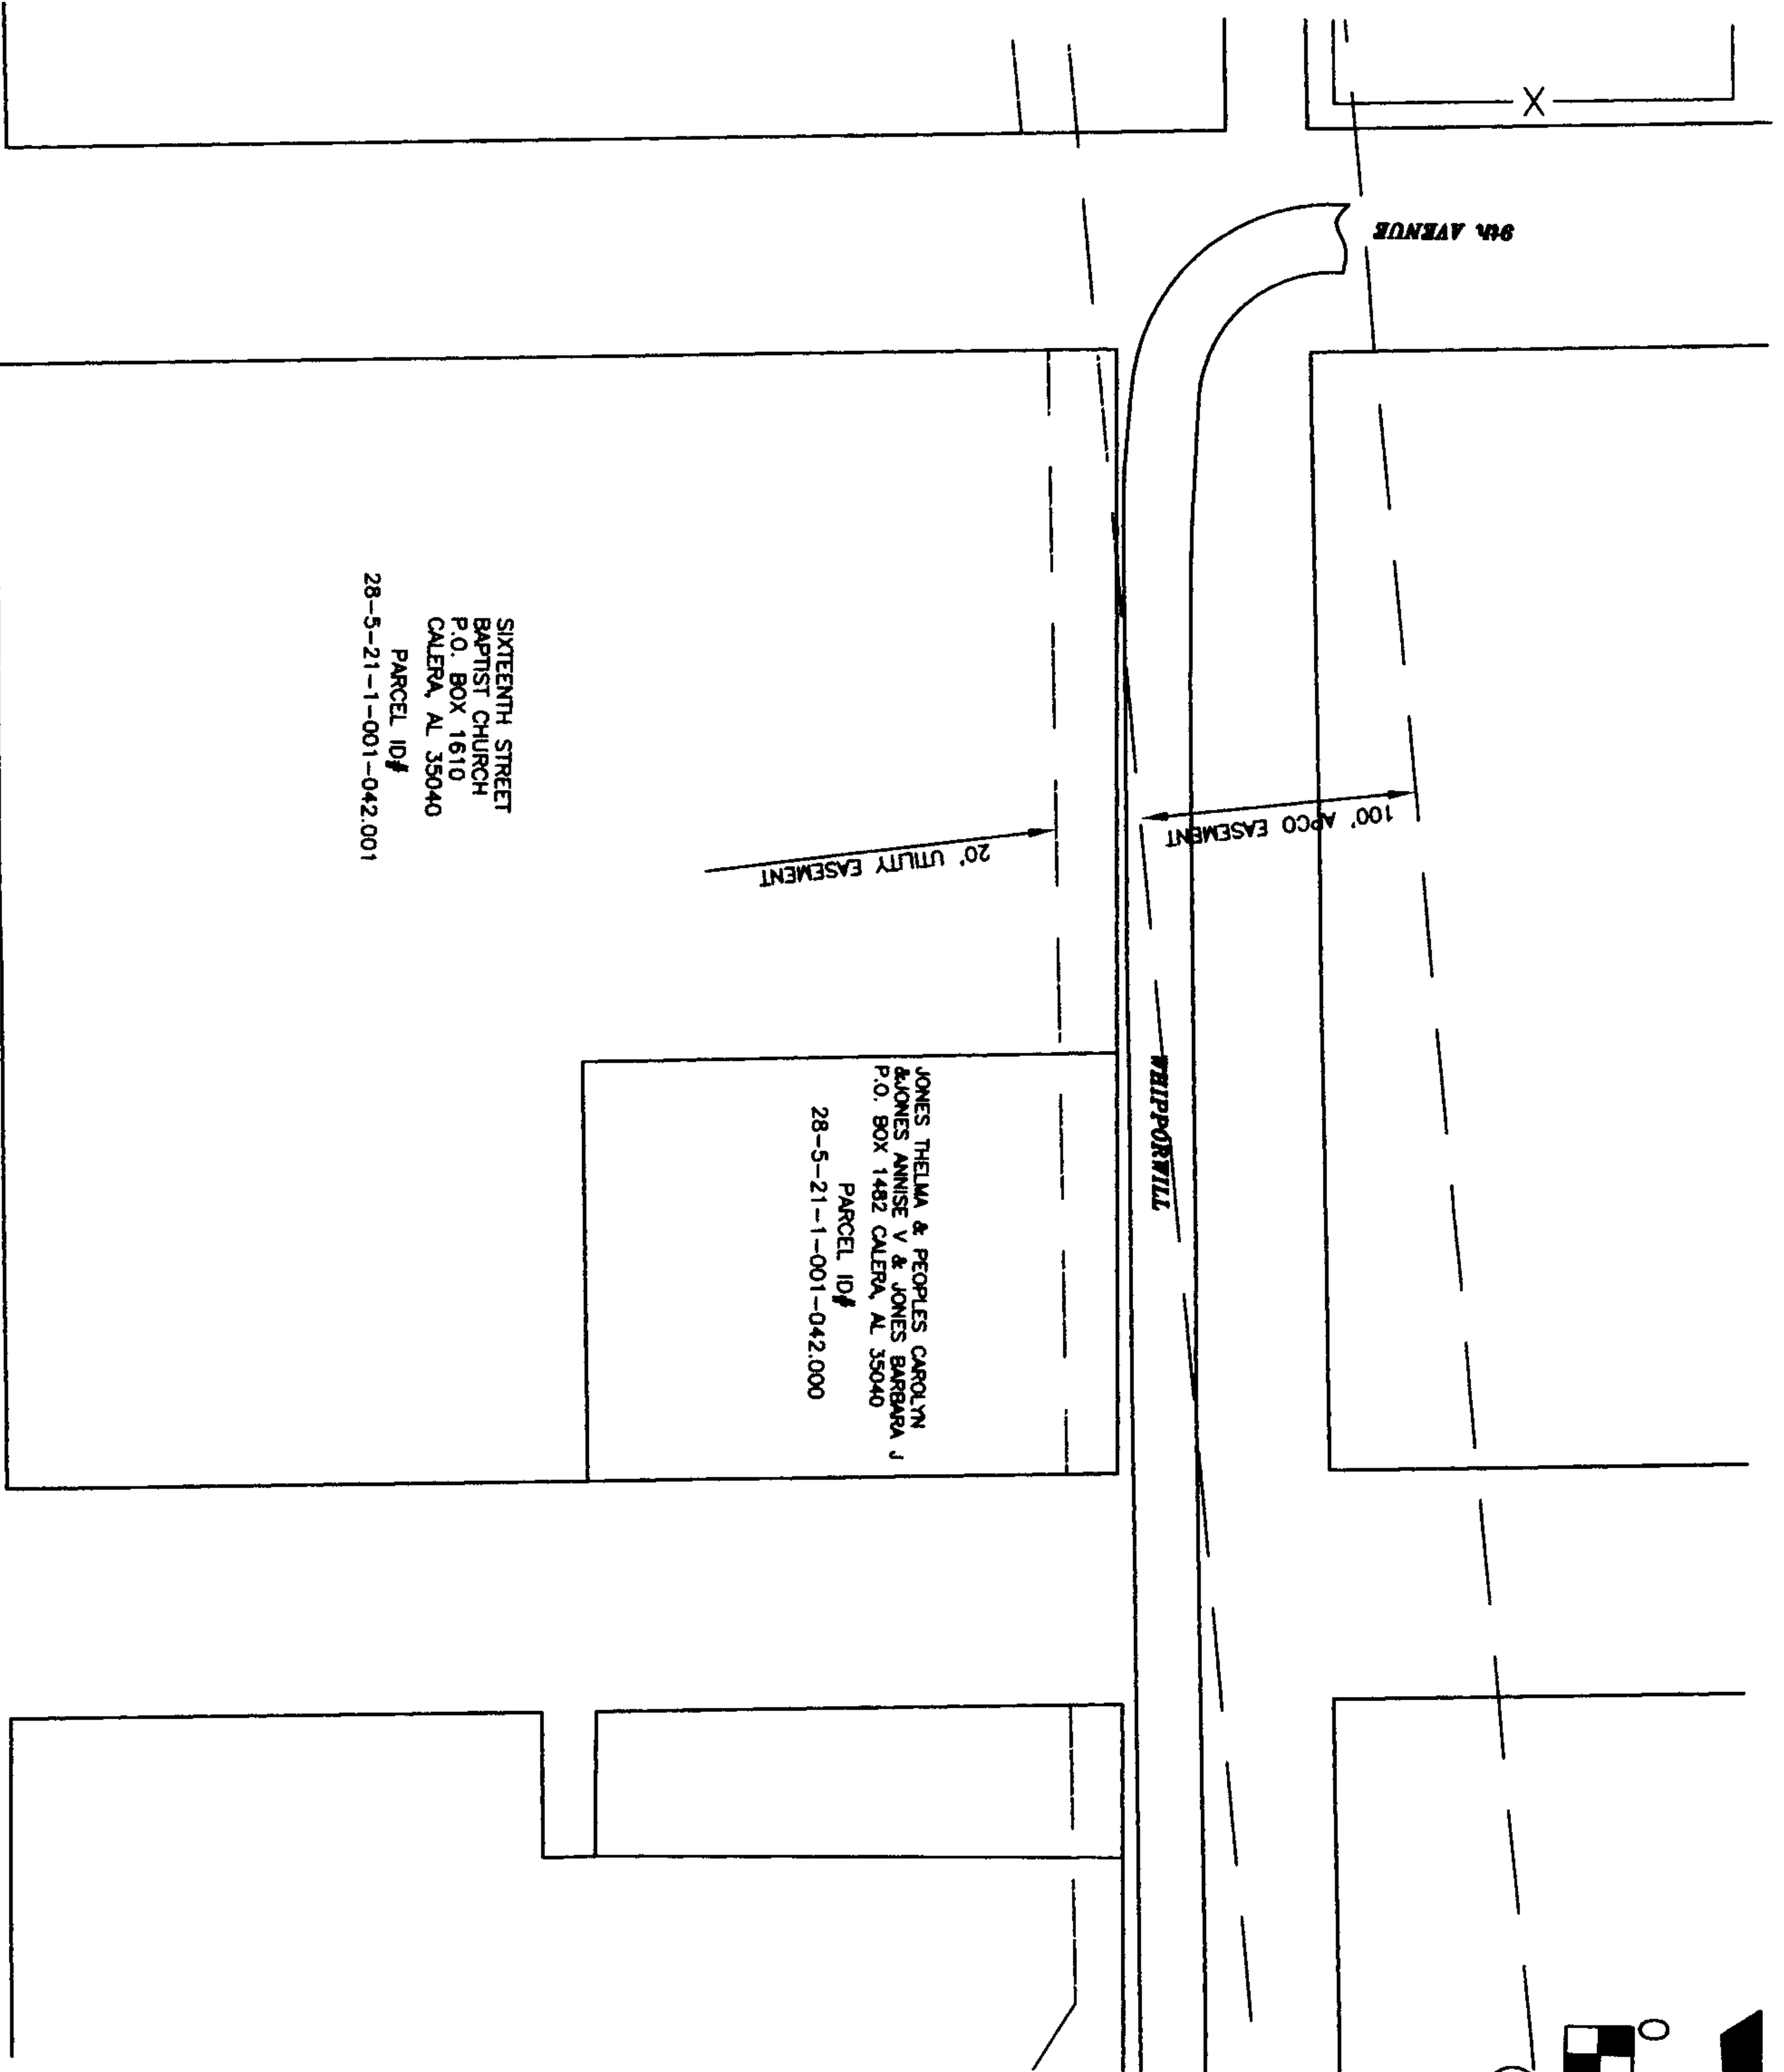 9th AVENUE
100' APCO EASEMENT
WHIPPORWILL
20' UTILITY EASEMENT
JONES THELMA & PEOPLES CAROLYN
&JONES ANNISE V & JONES BARBARA J
P.O. BOX 1482 CALERA, AL 35040
PARCEL ID#
28-5-21-1-001-042.000
SIXTEENTH STREET
BAPTIST CHURCH
P.O. BOX 1610
CALERA, AL 35040
PARCEL ID#
28-5-21-1-001-042.001
X
0